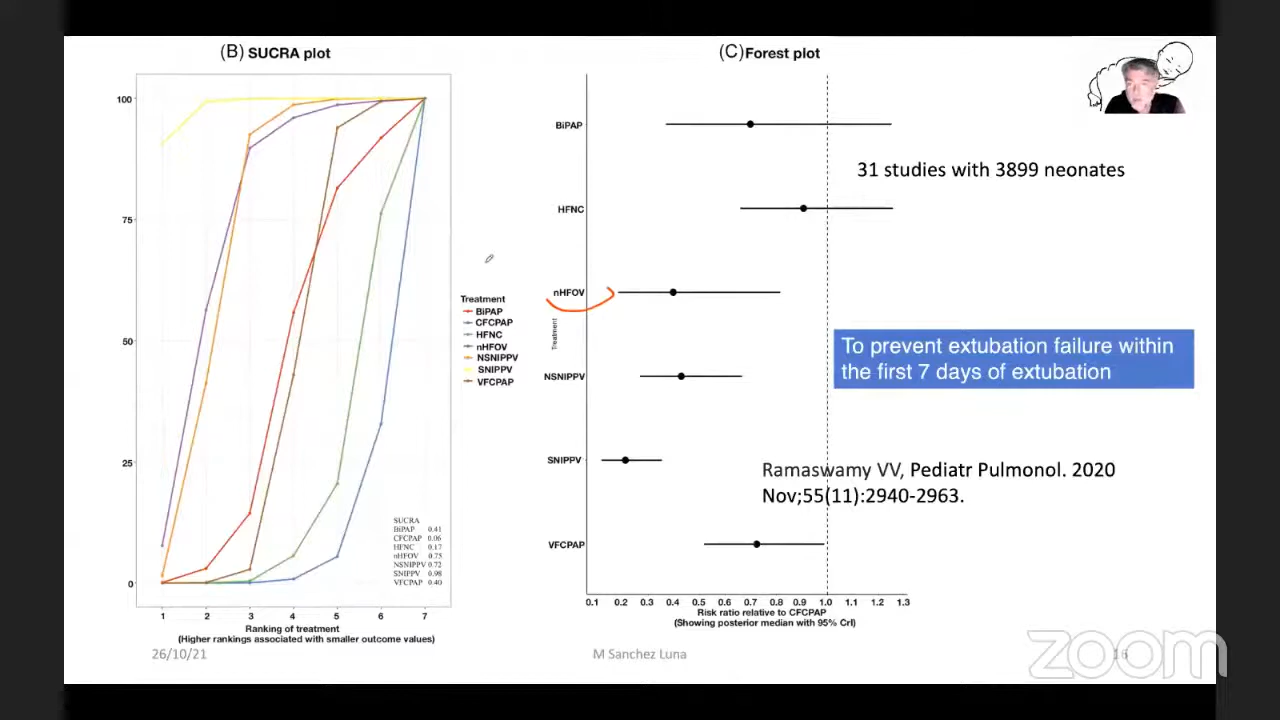 (B) SUCRA plot
100
75
50
25
0
1 2 3 4 5 6 7
Ranking of treatment
(Higher rankings associated with smaller outcome values)
Treatment
BiPAP
CFCPAP
HFNC
nHFOV
NSNIPPV
SNIPPV
VFCPAP
SUCRA
BiPAP 0.41
CFCPAP 0.06
HFNC 0.17
nHFOV 0.75
NSNIPPV 0.72
SNIPPV 0.98
VFCPAP 0.40
(C) Forest plot
BiPAP
HFNC
nHFOV
NSNIPPV
SNIPPV
VFCPAP
Treatment
0.1 0.2 0.3 0.4 0.5 0.6 0.7 0.8 0.9 1.0 1.1 1.2 1.3
Risk ratio relative to CFCPAP
(Showing posterior median with 95% CrI)
31 studies with 3899 neonates
To prevent extubation failure within
the first 7 days of extubation
Ramaswamy VV, Pediatr Pulmonol. 2020
Nov;55(11):2940-2963.
26/10/21
M Sanchez Luna
16
zoom